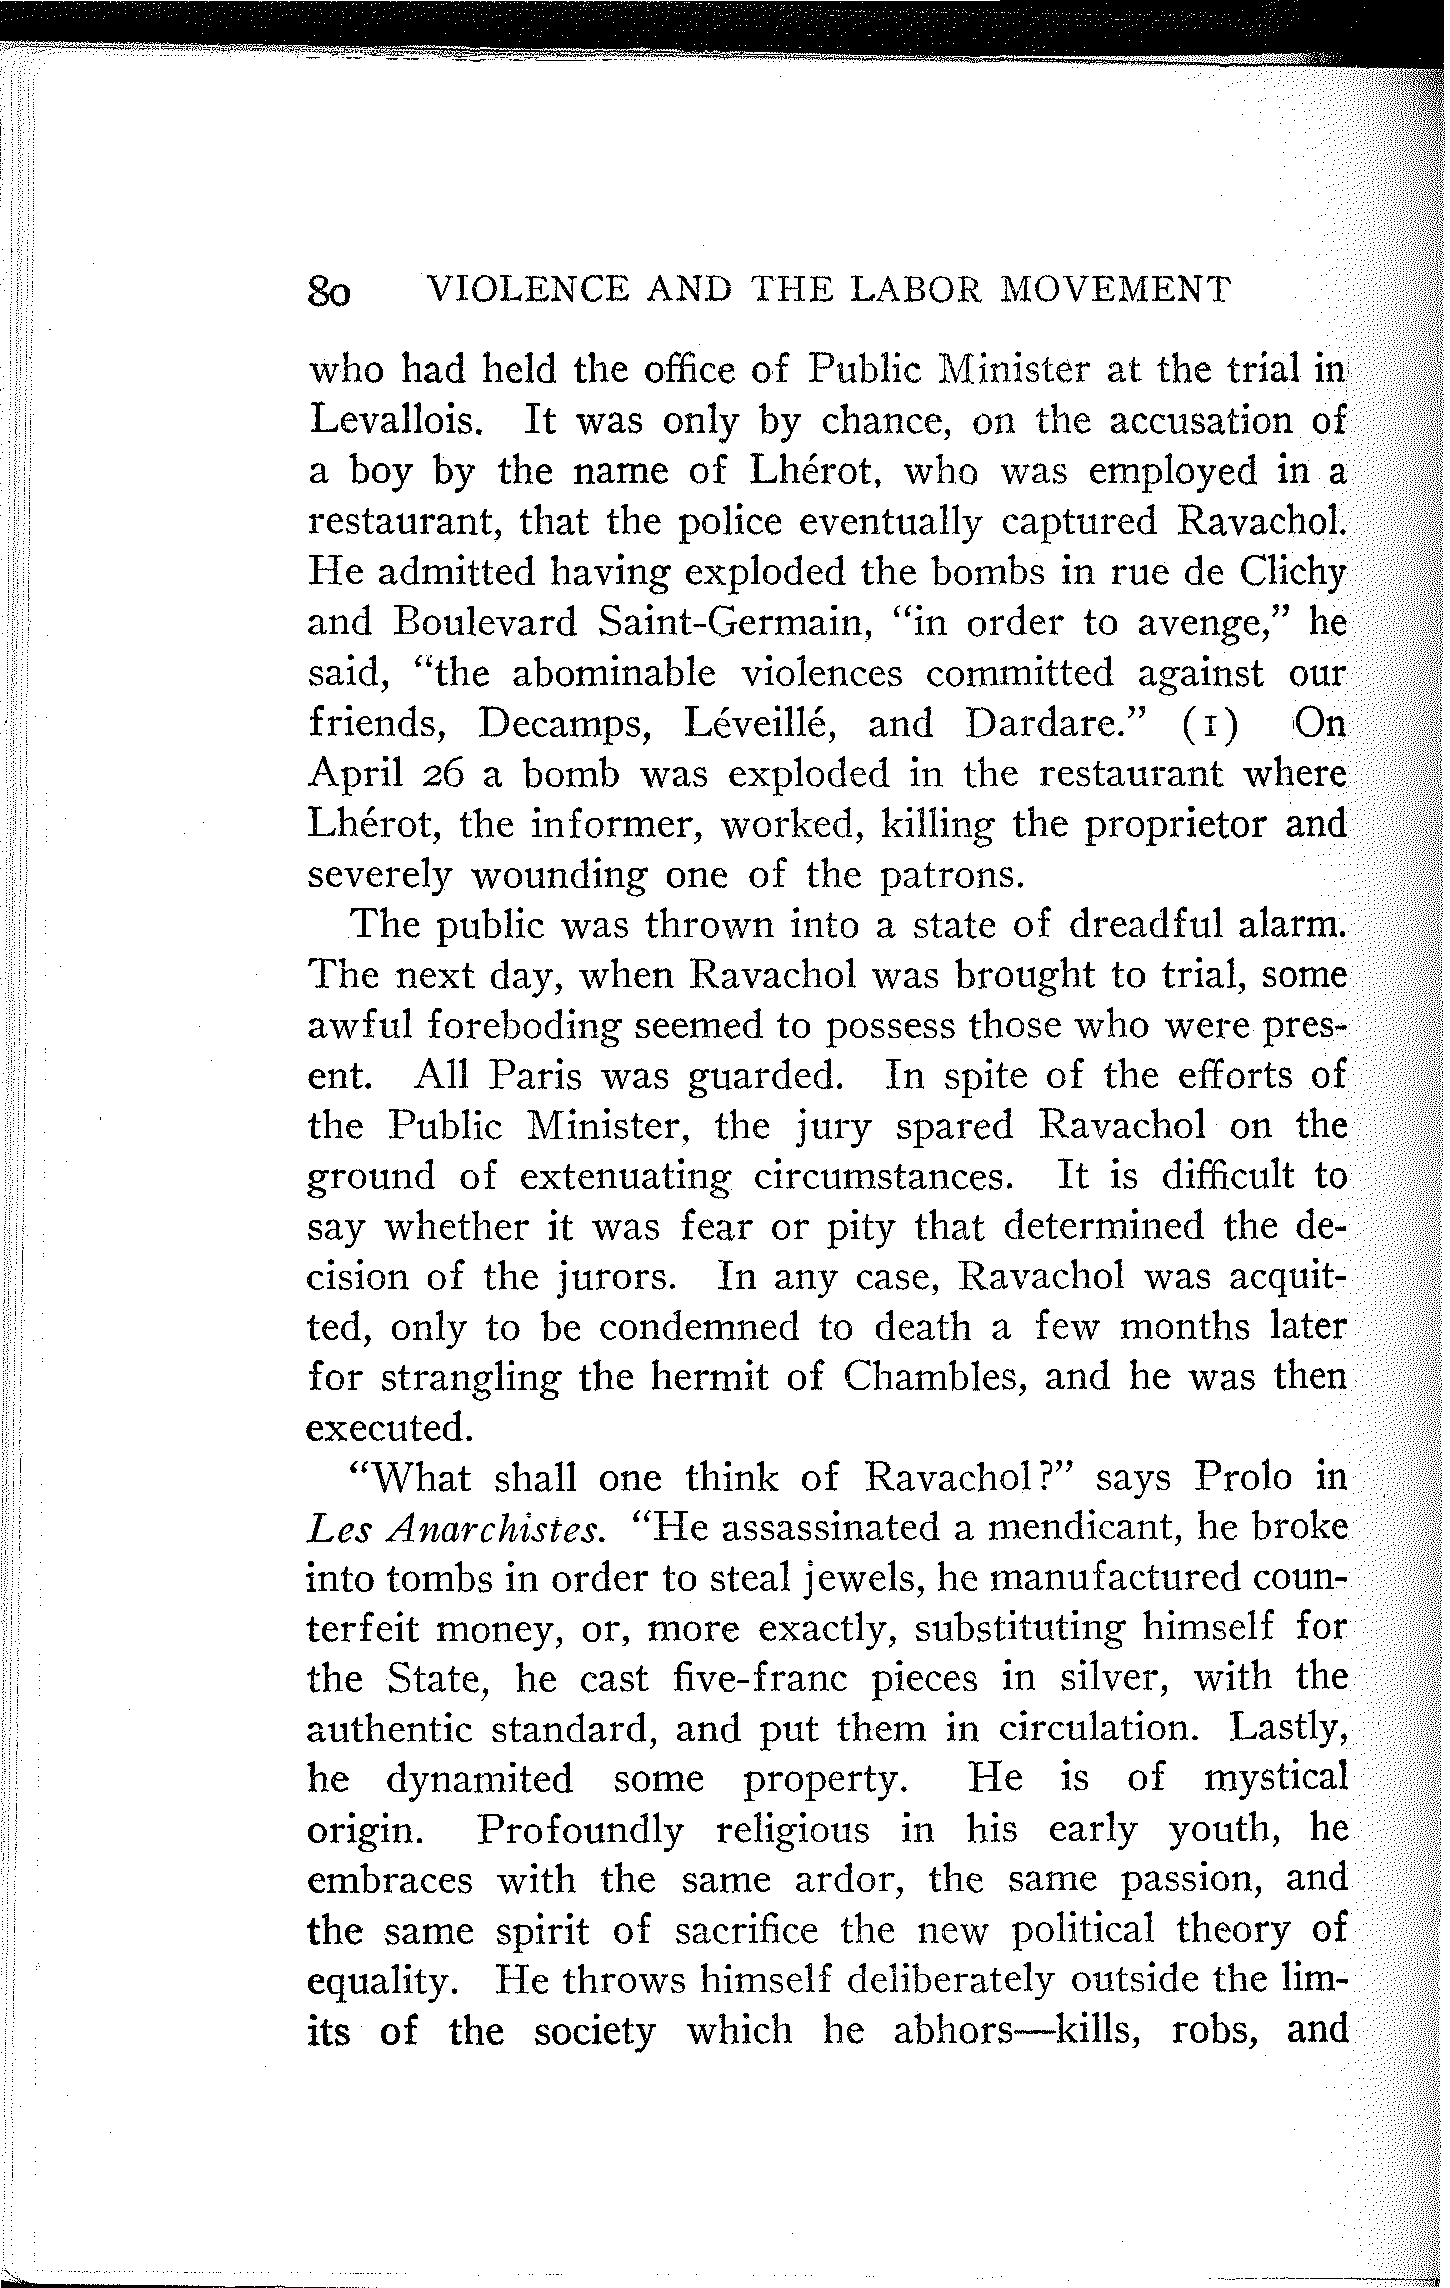 80 VIOLENCE AND THE LABOR MOVEMENT
who had held the office of Public Minister at the trial in
Levallois. It was only by chance, on the accusation of
a boy by the name of Lhérot, who was employed in a
restaurant, that the police eventually captured Ravachol.
He admitted having exploded the bombs in rue de Clichy
and Boulevard Saint-Germain, “in order to avenge,” he
said, “the abominable violences committed against our
friends, Decamps, Léveillé, and Dardare.” (1) On
April 26 a bomb was exploded in the restaurant where
Lhérot, the informer, worked, killing the proprietor and
severely wounding one of the patrons.
The public was thrown into a state of dreadful alarm.
The next day, when Ravachol was brought to trial, some
awful foreboding seemed to possess those who were pres-
ent. All Paris was guarded. In spite of the efforts of
the Public Minister, the jury spared Ravachol on the
ground of extenuating circumstances. It is difficult to
say whether it was fear or pity that determined the de-
cision of the jurors. In any case, Ravachol was acquit-
ted, only to be condemned to death a few months later
for strangling the hermit of Chambles, and he was then
executed.
“What shall one think of Ravachol?” says Prolo in
Les Anarchistes. “He assassinated a mendicant, he broke
into tombs in order to steal jewels, he manufactured coun-
terfeit money, or, more exactly, substituting himself for
the State, he cast five-franc pieces in silver, with the
authentic standard, and put them in circulation. Lastly,
he dynamited some property. He is of mystical
origin. Profoundly religious in his early youth, he
embraces with the same ardor, the same passion, and
the same spirit of sacrifice the new political theory of
equality. He throws himself deliberately outside the lim-
its of the society which he abhors—kills, robs, and